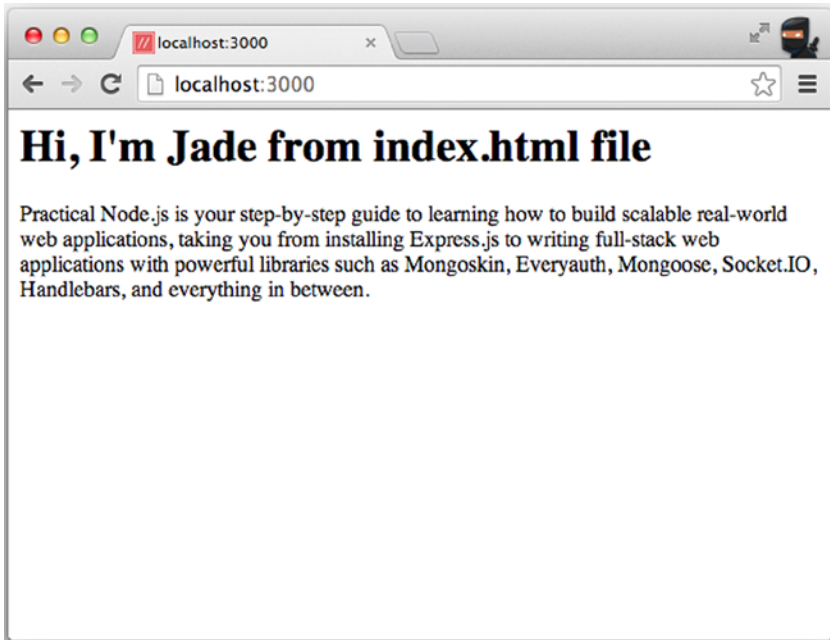 localhost:3000
localhost:3000
Hi, I'm Jade from index.html file
Practical Node.js is your step-by-step guide to learning how to build scalable real-world
web applications, taking you from installing Express.js to writing full-stack web
applications with powerful libraries such as Mongoskin, Everyauth, Mongoose, Socket.IO,
Handlebars, and everything in between.